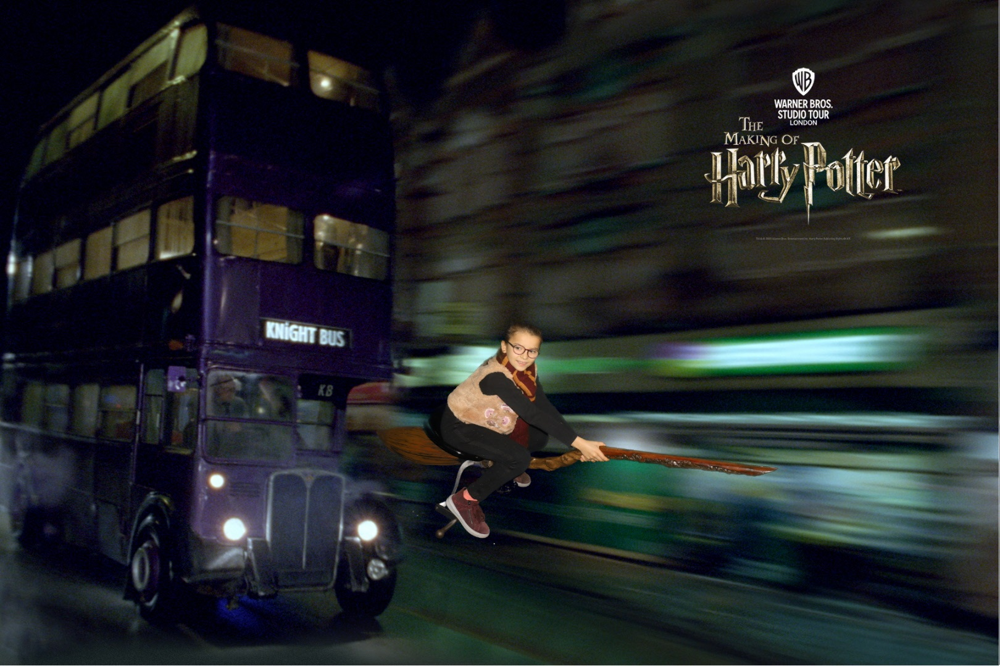 KNiGHT BUS
KB
WB
WARNER BROS.
STUDIO TOUR
LONDON
THE
MAKING OF
Harry Potter